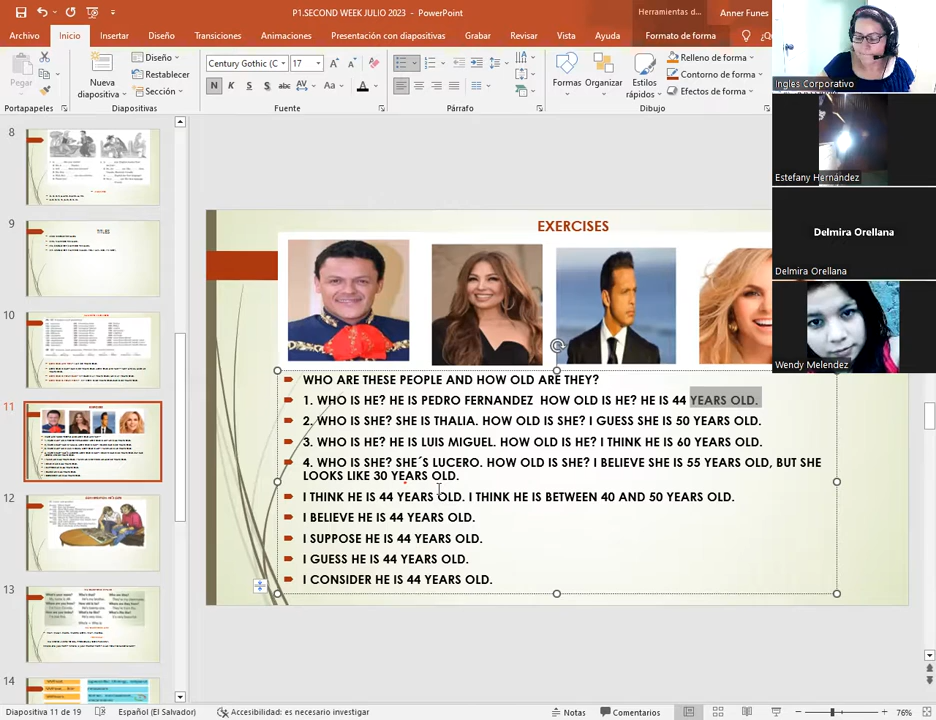 P1.SECOND WEEK JULIO 2023 - PowerPoint
Herramientas d...
Anner Funes
Archivo
Inicio
Insertar
Diseño
Transiciones
Animaciones
Presentación con diapositivas
Grabar
Revisar
Vista
Ayuda
Formato de forma
Pegar
Nueva diapositiva
Diseño
Restablecer
Sección
Century Gothic (C
17
N K S ab AV Aa A
Formas
Organizar
Estilos rápidos
Relleno de forma
Contorno de forma
Efectos de forma
Portapapeles
Diapositivas
Fuente
Párrafo
Dibujo
Ingles Corporativo
Estefany Hernández
Delmira Orellana
Delmira Orellana
Wendy Melendez
8
9
10
11
12
13
14
EXERCISES
WHO ARE THESE PEOPLE AND HOW OLD ARE THEY?
1. WHO IS HE? HE IS PEDRO FERNANDEZ HOW OLD IS HE? HE IS 44 YEARS OLD.
2. WHO IS SHE? SHE IS THALIA. HOW OLD IS SHE? I GUESS SHE IS 50 YEARS OLD.
3. WHO IS HE? HE IS LUIS MIGUEL. HOW OLD IS HE? I THINK HE IS 60 YEARS OLD.
4. WHO IS SHE? SHE´S LUCERO. HOW OLD IS SHE? I BELIEVE SHE IS 55 YEARS OLD, BUT SHE
LOOKS LIKE 30 YEARS OLD.
I THINK HE IS 44 YEARS OLD. I THINK HE IS BETWEEN 40 AND 50 YEARS OLD.
I BELIEVE HE IS 44 YEARS OLD.
I SUPPOSE HE IS 44 YEARS OLD.
I GUESS HE IS 44 YEARS OLD.
I CONSIDER HE IS 44 YEARS OLD.
Diapositiva 11 de 19
Español (El Salvador)
Accesibilidad: es necesario investigar
Notas
Comentarios
76%